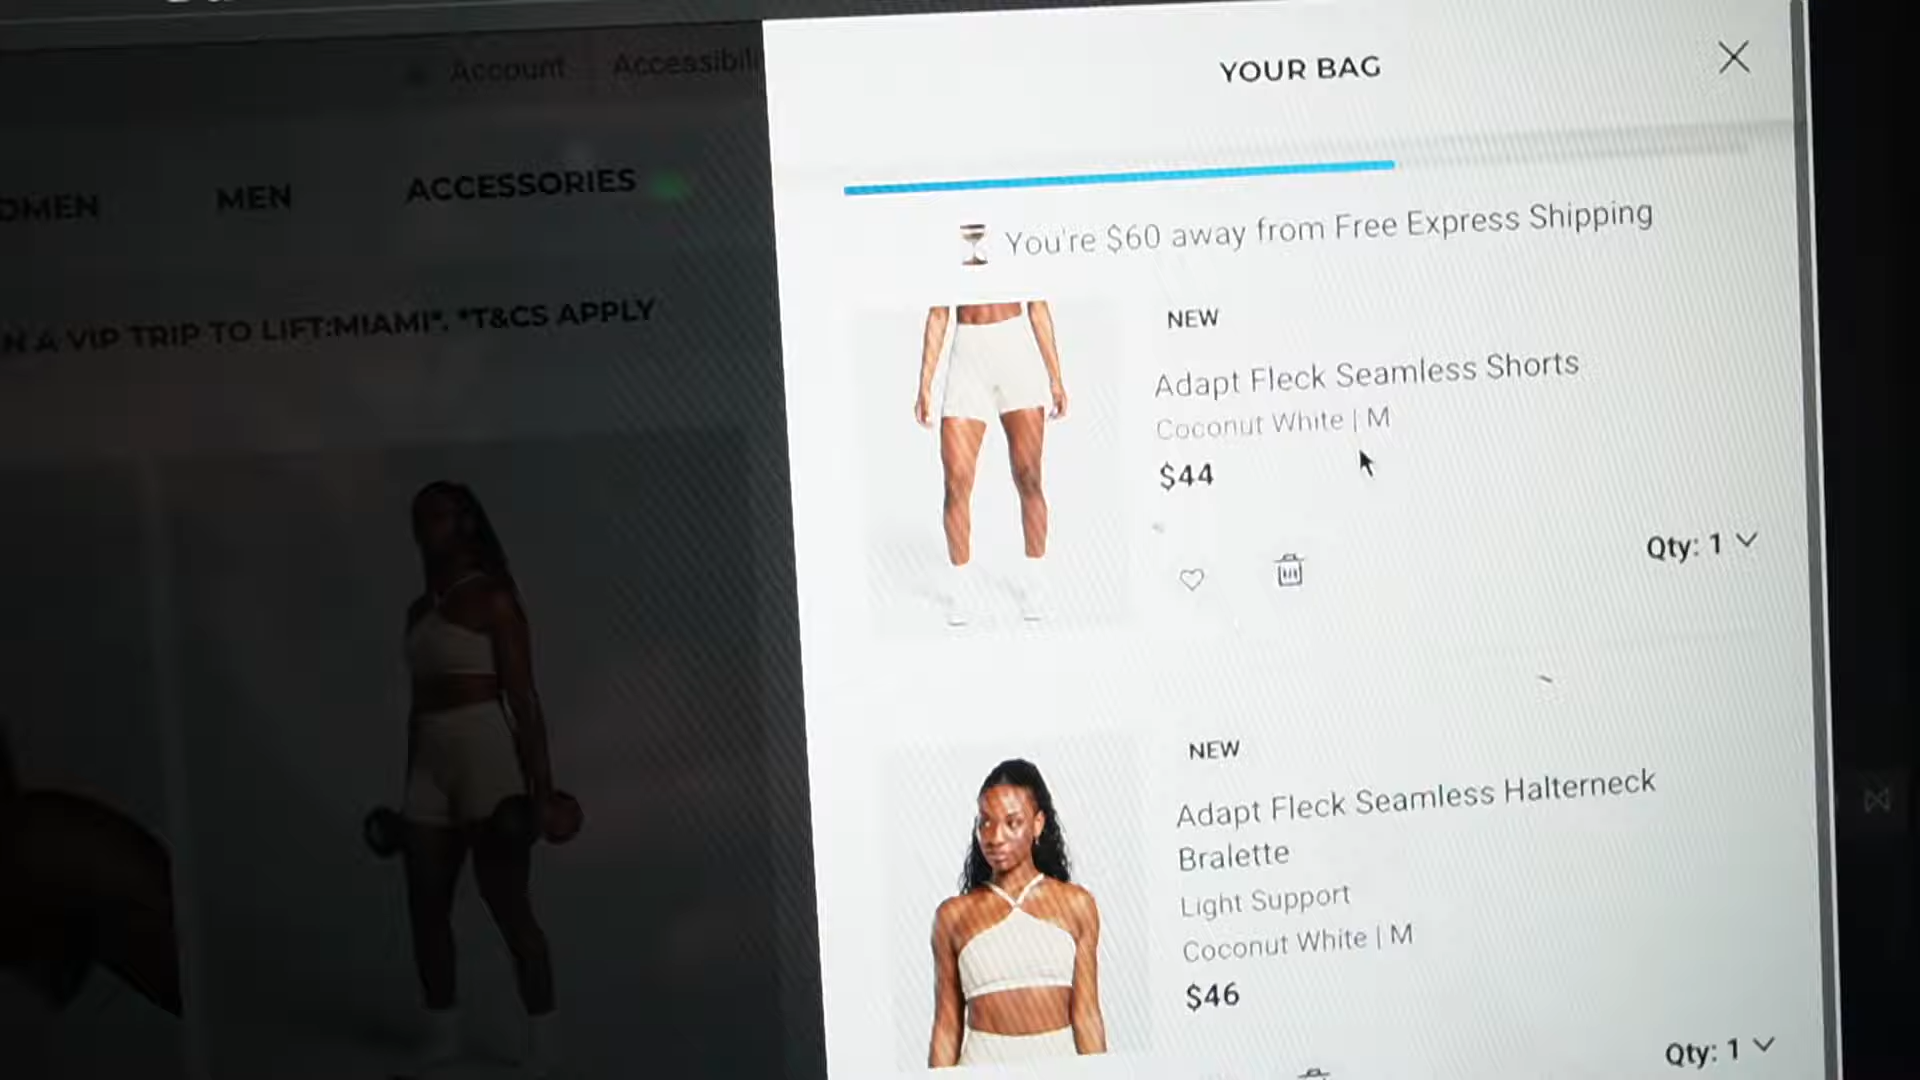 Account
YOUR BAG
MEN
ACCESSORIES
You're $60 away from Free Express Shipping
A VIP TRIP TO LIFT:MIAMI*. *T&CS APPLY
NEW
Adapt Fleck Seamless Shorts
Coconut White | M
$44
Qty: 1
NEW
Adapt Fleck Seamless Halterneck
Bralette
Light Support
Coconut White | M
$46
Qty: 1